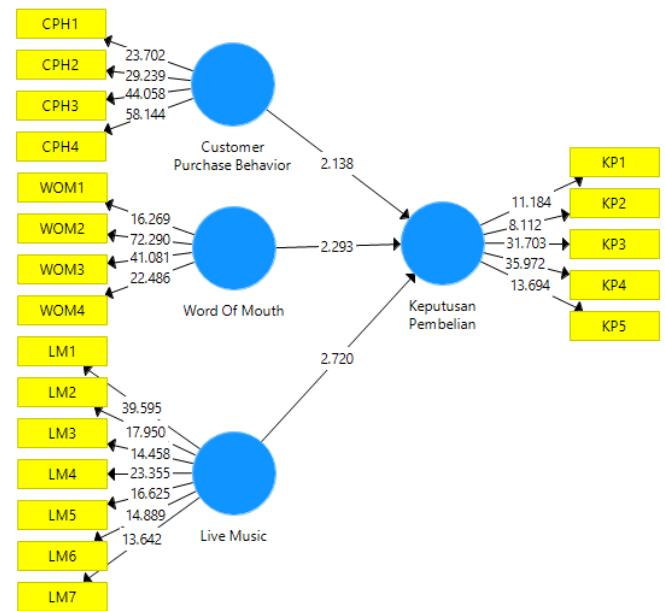 CPH1
CPH2
CPH3
CPH4
23.702
29.239
44.058
58.144
Customer
Purchase Behavior
2.138
WOM1
WOM2
WOM3
WOM4
16.269
72.290
41.081
22.486
Word Of Mouth
2.293
LM1
LM2
LM3
LM4
LM5
LM6
LM7
39.595
17.950
14.458
23.355
16.625
14.889
13.642
Live Music
2.720
Keputusan
Pembelian
11.184
8.112
31.703
35.972
13.694
KP1
KP2
KP3
KP4
KP5